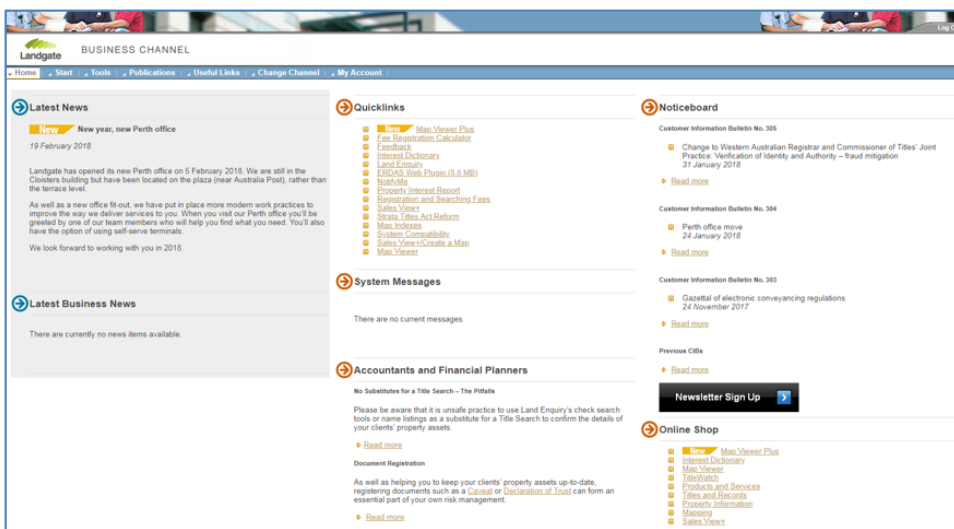 Log
Landgate
BUSINESS CHANNEL
Home
Start
Tools
Publications
Useful Links
Change Channel
My Account
Latest News
New New year, new Perth office
19 February 2018
Landgate has opened its new Perth office on 5 February 2018. We are still in the
Cloisters building but have been located on the plaza (near Australia Post), rather than
the terrace level.
As well as a new office fit-out, we have put in place more modern work practices to
improve the way we deliver services to you. When you visit our Perth office you'll be
greeted by one of our team members who will help you find what you need. You'll also
have the option of using self-serve terminals.
We look forward to working with you in 2018.
Latest Business News
There are currently no news items available.
Quicklinks
New Map Viewer Plus
Fee Registration Calculator
Feedback
Interest Dictionary
Land Enquiry
ERDAS Web Plugin (8.8 MB)
NotifyMe
Property Interest Report
Registration and Searching Fees
Sales View+
Strata Titles Act Reform
Map Indexes
System Compatibility
Sales View+/Create a Map
Map Viewer
System Messages
There are no current messages.
Accountants and Financial Planners
No Substitutes for a Title Search – The Pitfalls
Please be aware that it is unsafe practice to use Land Enquiry's check search
tools or name listings as a substitute for a Title Search to confirm the details of
your clients' property assets.
Read more
Document Registration
As well as helping you to keep your clients' property assets up-to-date,
registering documents such as a Caveat or Declaration of Trust can form an
essential part of your own risk management.
Read more
Noticeboard
Customer Information Bulletin No. 305
Change to Western Australian Registrar and Commissioner of Titles' Joint
Practice: Verification of Identity and Authority – fraud mitigation
31 January 2018
Read more
Customer Information Bulletin No. 304
Perth office move
24 January 2018
Read more
Customer Information Bulletin No. 303
Gazettal of electronic conveyancing regulations
24 November 2017
Read more
Previous CIBs
Read more
Newsletter Sign Up
Online Shop
New Map Viewer Plus
Interest Dictionary
Map Viewer
TitleWatch
Products and Services
Titles and Records
Property Information
Mapping
Sales View+